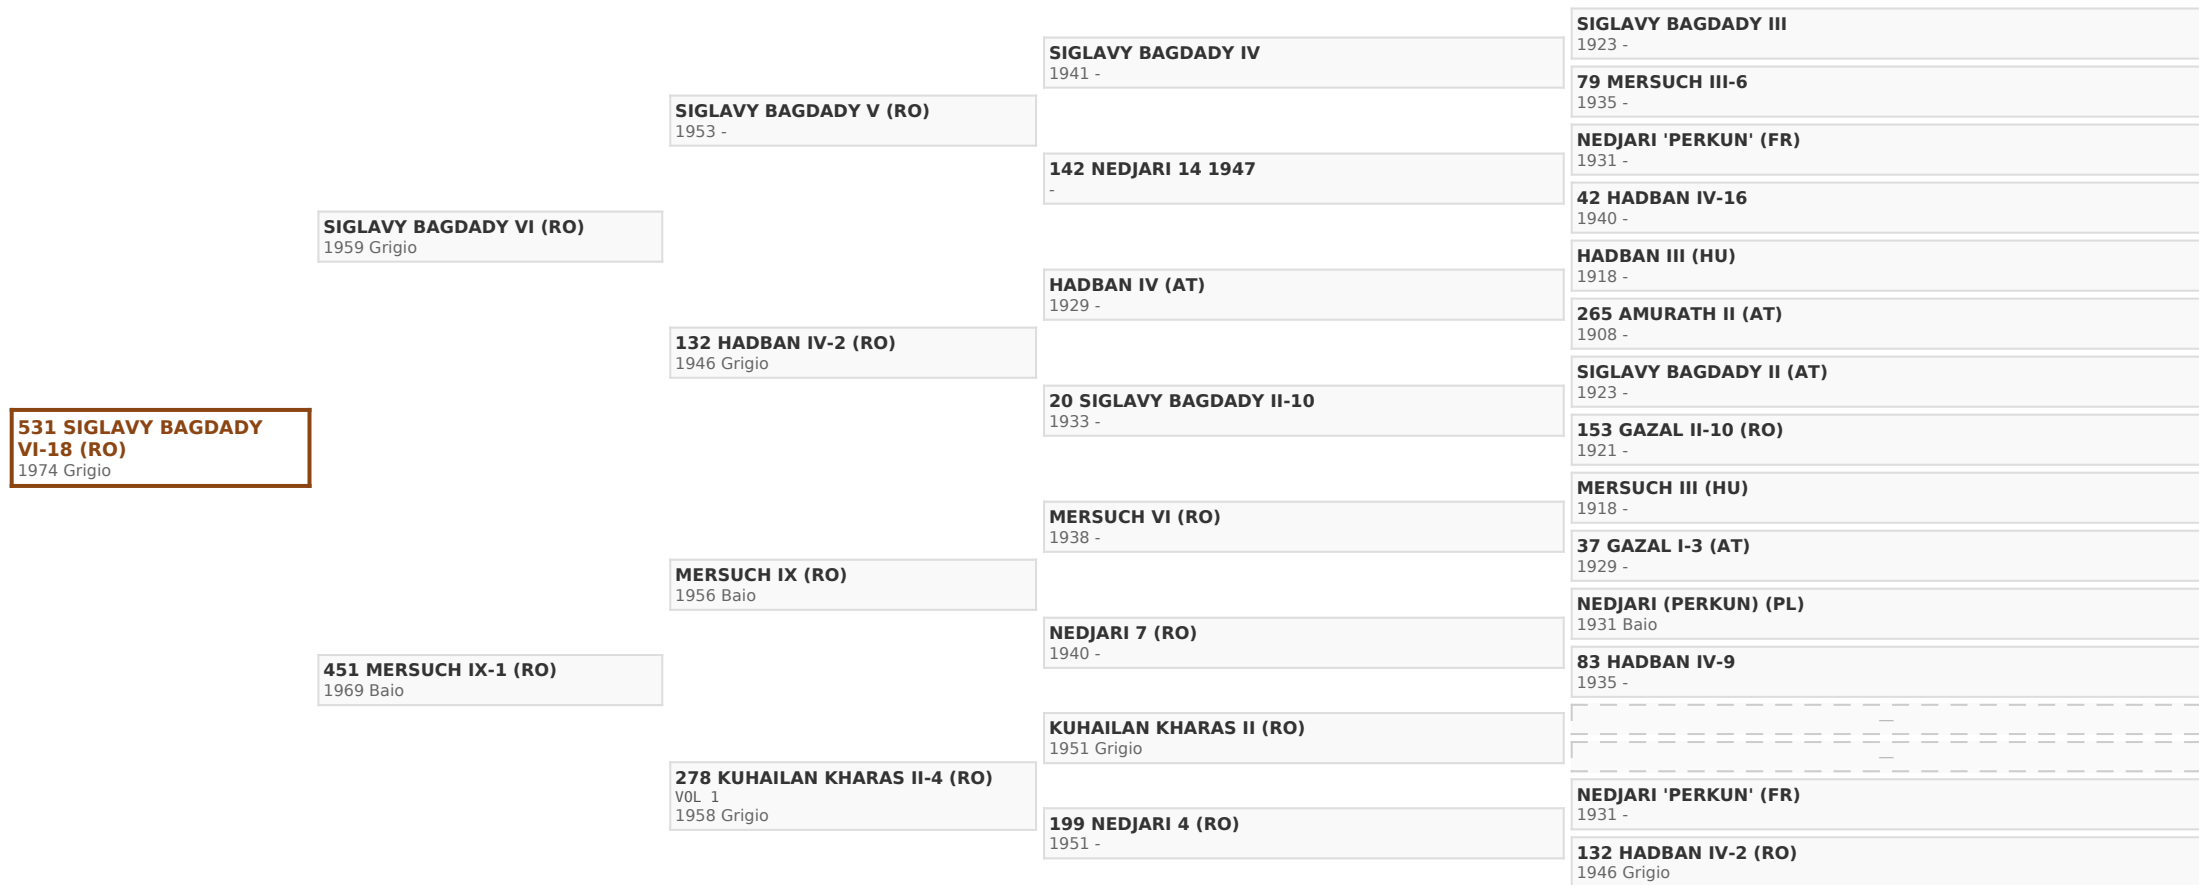 531 SIGLAVY BAGDADY
VI-18 (RO)
1974 Grigio
SIGLAVY BAGDADY VI (RO)
1959 Grigio
451 MERSUCH IX-1 (RO)
1969 Baio
SIGLAVY BAGDADY V (RO)
1953 -
132 HADBAN IV-2 (RO)
1946 Grigio
MERSUCH IX (RO)
1956 Baio
278 KUHAILAN KHARAS II-4 (RO)
VOL 1
1958 Grigio
SIGLAVY BAGDADY IV
1941 -
142 NEDJARI 14 1947
-
HADBAN IV (AT)
1929 -
20 SIGLAVY BAGDADY II-10
1933 -
MERSUCH VI (RO)
1938 -
NEDJARI 7 (RO)
1940 -
KUHAILAN KHARAS II (RO)
1951 Grigio
199 NEDJARI 4 (RO)
1951 -
SIGLAVY BAGDADY III
1923 -
79 MERSUCH III-6
1935 -
NEDJARI 'PERKUN' (FR)
1931 -
42 HADBAN IV-16
1940 -
HADBAN III (HU)
1918 -
265 AMURATH II (AT)
1908 -
SIGLAVY BAGDADY II (AT)
1923 -
153 GAZAL II-10 (RO)
1921 -
MERSUCH III (HU)
1918 -
37 GAZAL I-3 (AT)
1929 -
NEDJARI (PERKUN) (PL)
1931 Baio
83 HADBAN IV-9
1935 -
—
—
NEDJARI 'PERKUN' (FR)
1931 -
132 HADBAN IV-2 (RO)
1946 Grigio